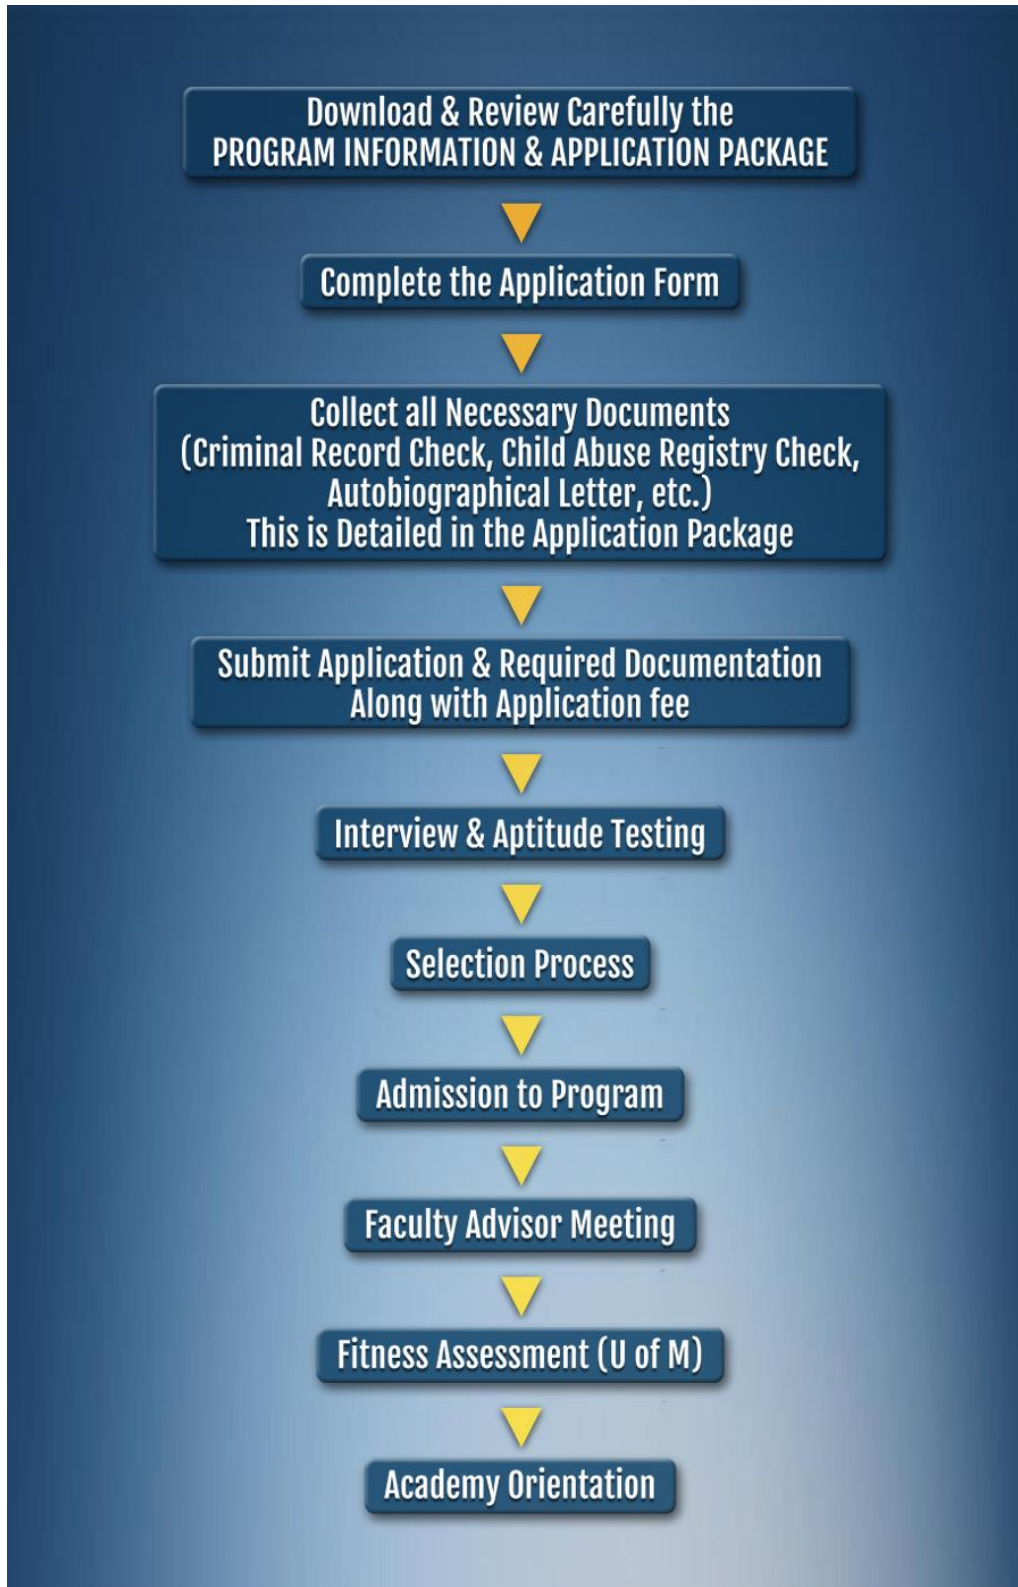 Download & Review Carefully the
PROGRAM INFORMATION & APPLICATION PACKAGE
Complete the Application Form
Collect all Necessary Documents
(Criminal Record Check, Child Abuse Registry Check,
Autobiographical Letter, etc.)
This is Detailed in the Application Package
Submit Application & Required Documentation
Along with Application fee
Interview & Aptitude Testing
Selection Process
Admission to Program
Faculty Advisor Meeting
Fitness Assessment (U of M)
Academy Orientation